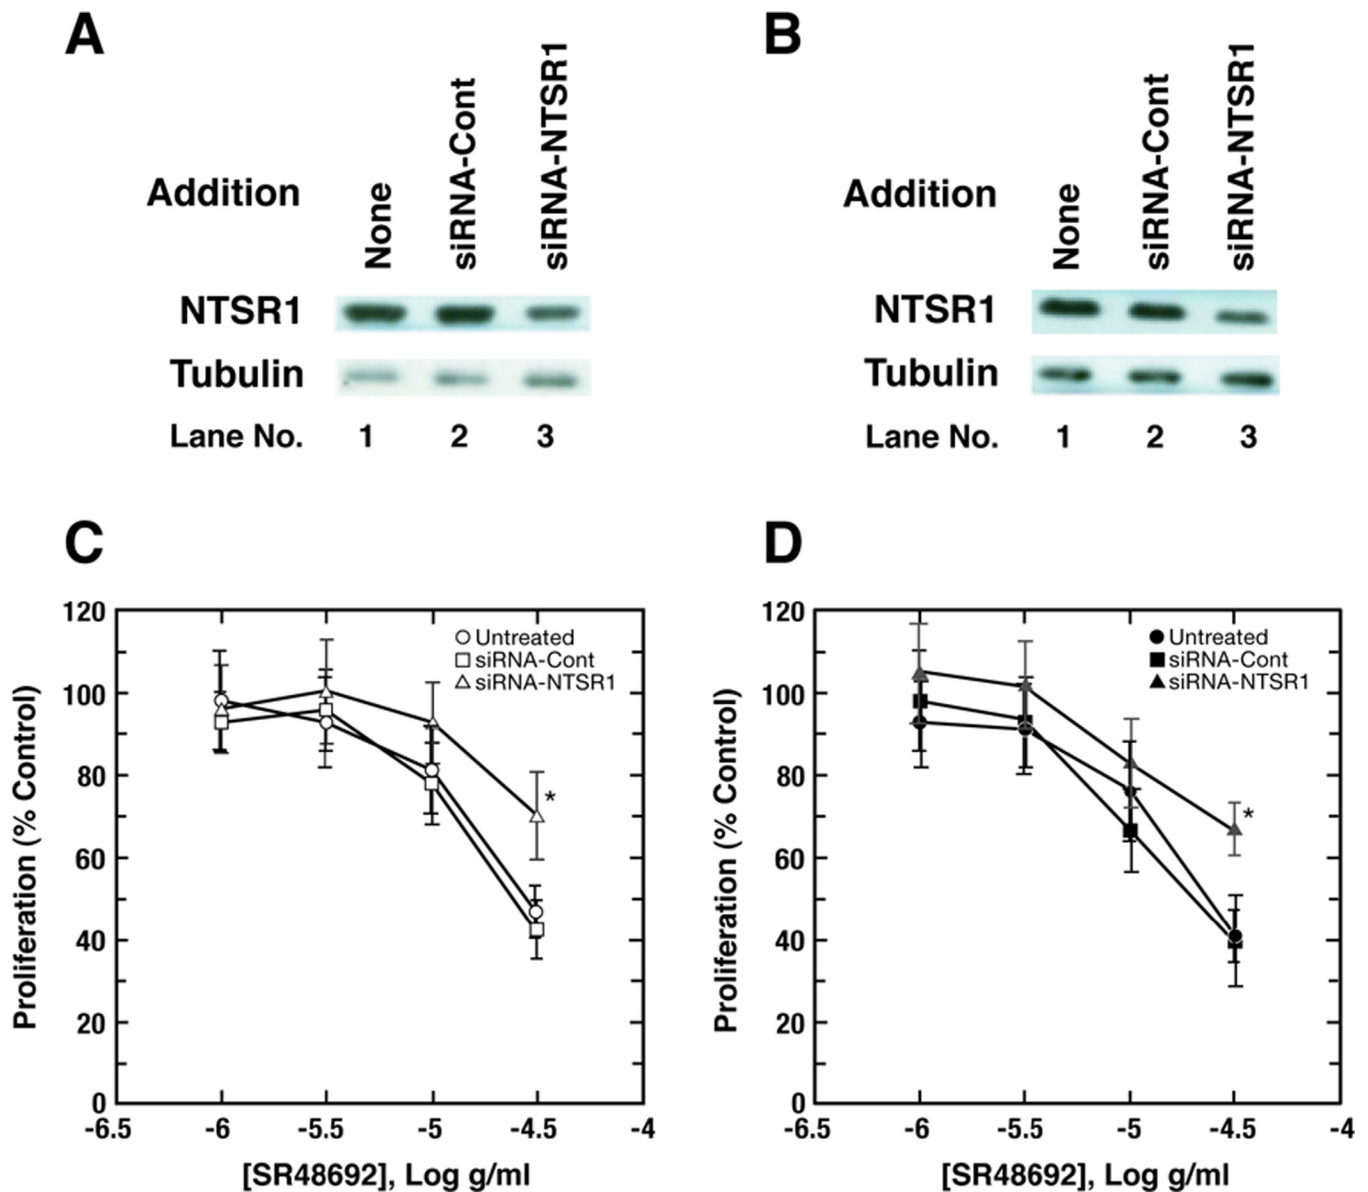 A
Addition
None
siRNA-Cont
siRNA-NTSR1
NTSR1
Tubulin
Lane No. 1 2 3
B
Addition
None
siRNA-Cont
siRNA-NTSR1
NTSR1
Tubulin
Lane No. 1 2 3
C
Proliferation (% Control)
120
100
80
60
40
20
0
Untreated
siRNA-Cont
siRNA-NTSR1
*
-6.5 -6 -5.5 -5 -4.5 -4
[SR48692], Log g/ml
D
Proliferation (% Control)
120
100
80
60
40
20
0
Untreated
siRNA-Cont
siRNA-NTSR1
*
-6.5 -6 -5.5 -5 -4.5 -4
[SR48692], Log g/ml